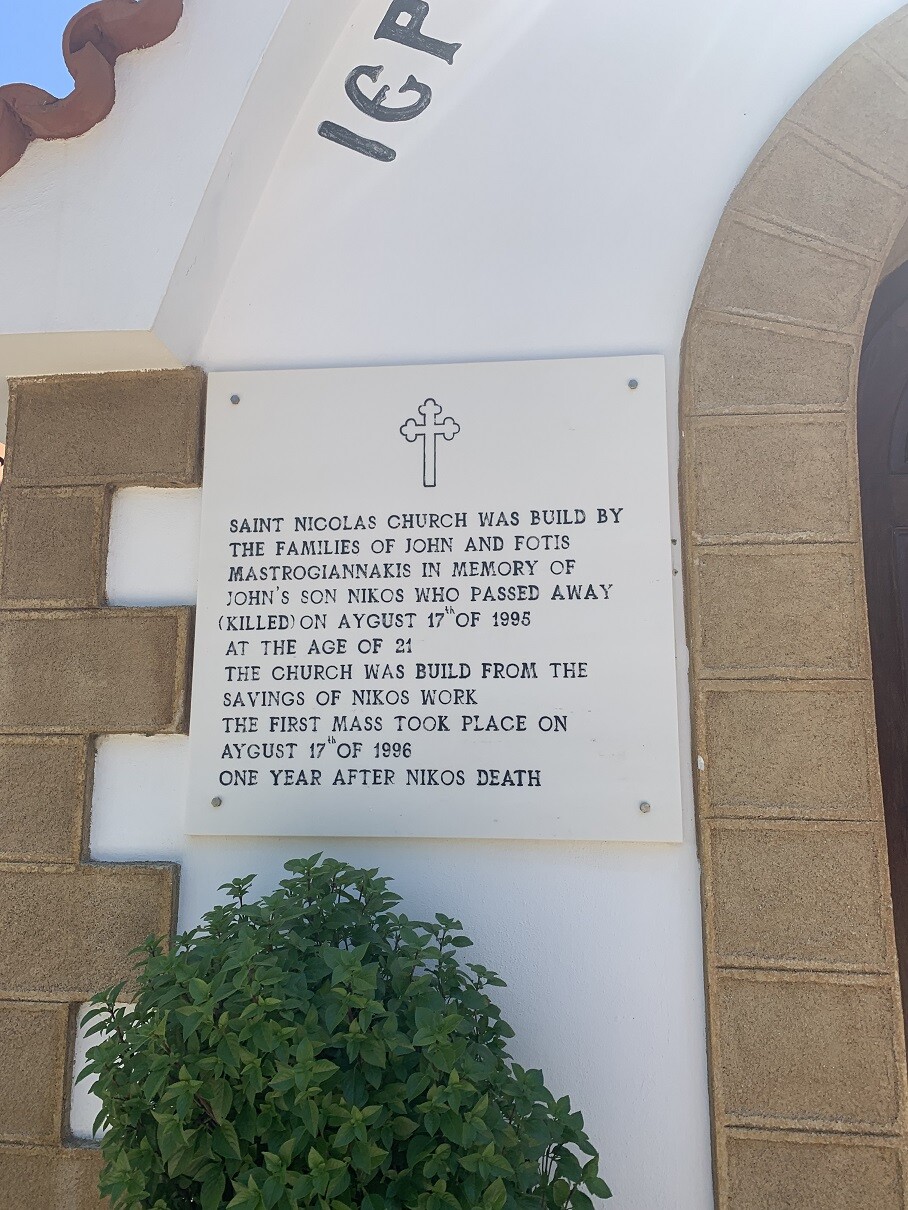 ΙΕΡ
SAINT NICOLAS CHURCH WAS BUILD BY
THE FAMILIES OF JOHN AND FOTIS
MASTROGIANNAKIS IN MEMORY OF
JOHN'S SON NIKOS WHO PASSED AWAY
(KILLED) ON AYGUST 17th OF 1995
AT THE AGE OF 21
THE CHURCH WAS BUILD FROM THE
SAVINGS OF NIKOS WORK
THE FIRST MASS TOOK PLACE ON
AYGUST 17th OF 1996
ONE YEAR AFTER NIKOS DEATH